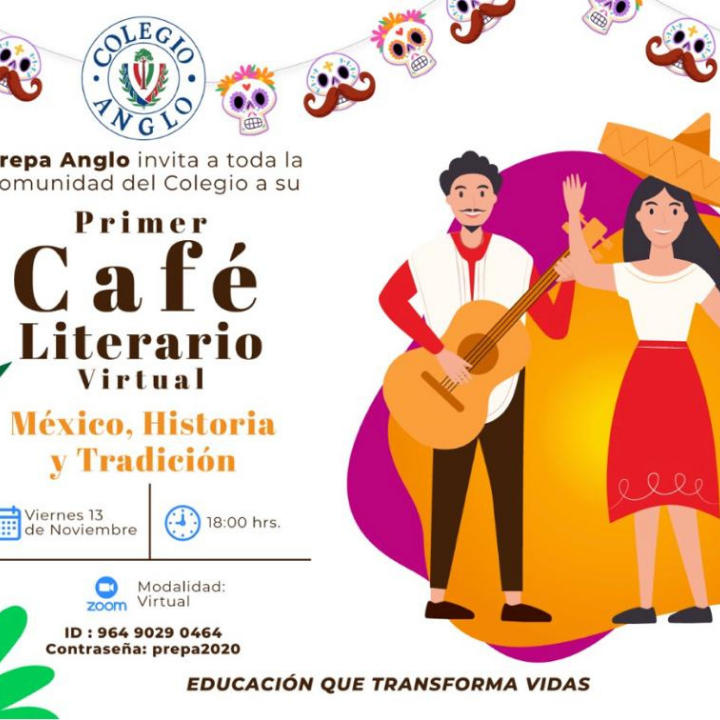 COLEGIO
ANGLO
repa Anglo invita a toda la
omunidad del Colegio a su
Primer
Café
Literario
Virtual
México, Historia
y Tradición
Viernes 13
de Noviembre
18:00 hrs.
zoom
Modalidad:
Virtual
ID : 964 9029 0464
Contraseña: prepa2020
EDUCACIÓN QUE TRANSFORMA VIDAS